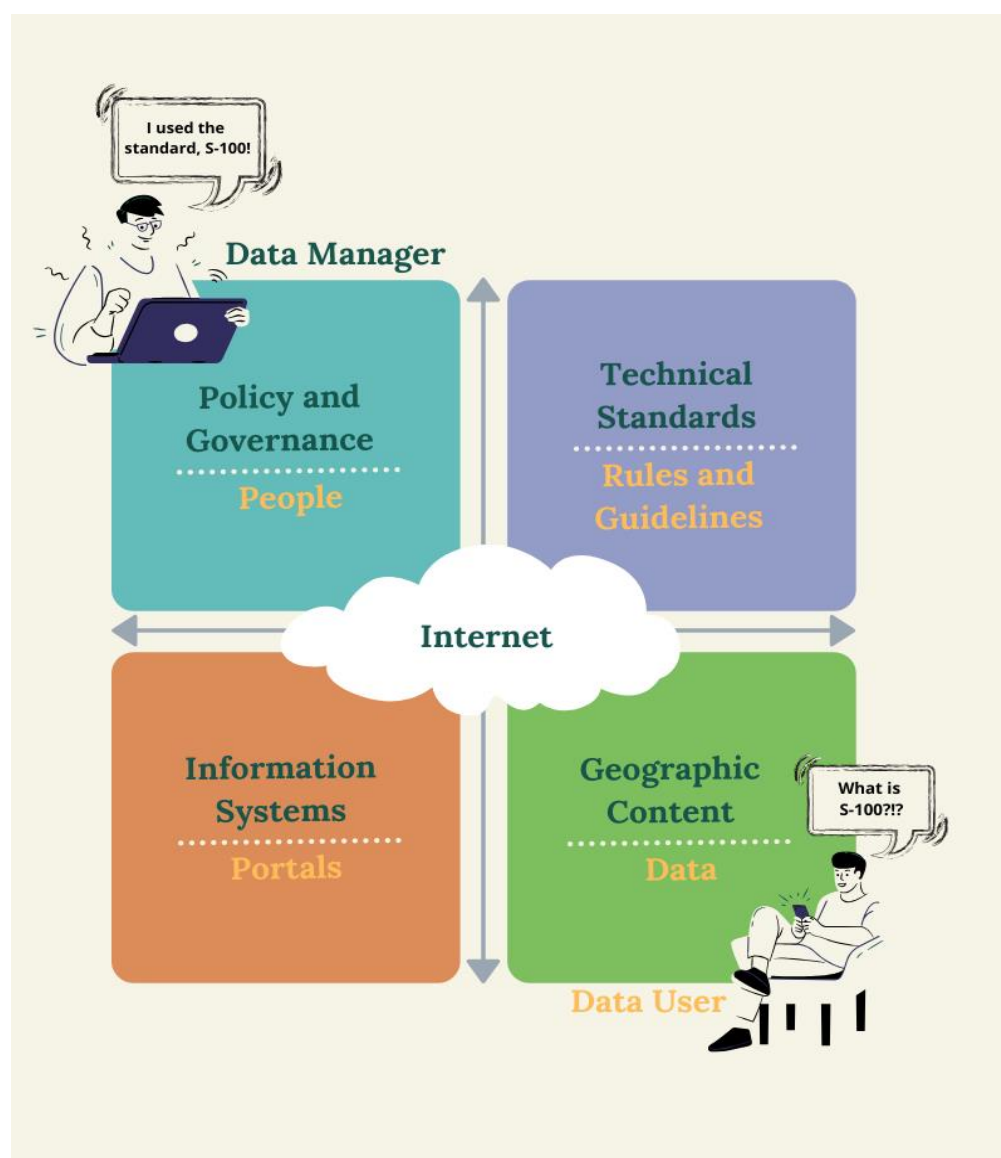 I used the
standard, S-100!
Data Manager
Policy and
Governance
People
Technical
Standards
Rules and
Guidelines
Internet
Information
Systems
Portals
Geographic
Content
Data
What is
S-100?!?
Data User